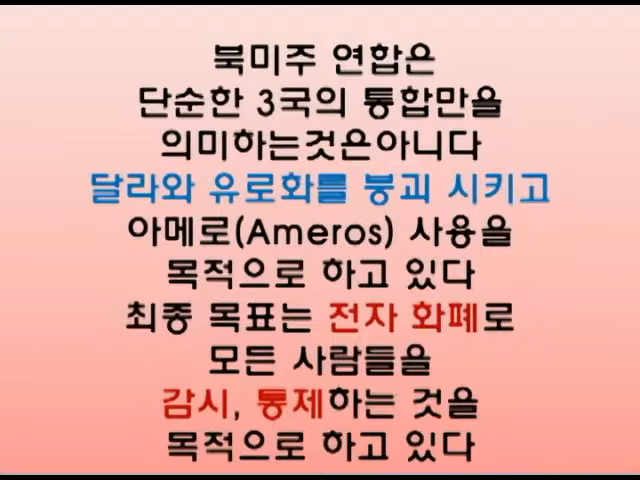 북미주 연합은
단순한 3국의 통합만을
의미하는것은아니다
달라와 유로화를 붕괴 시키고
아메로(Ameros) 사용을
목적으로 하고 있다
최종 목표는 전자 화폐로
모든 사람들을
감시, 통제하는 것을
목적으로 하고 있다